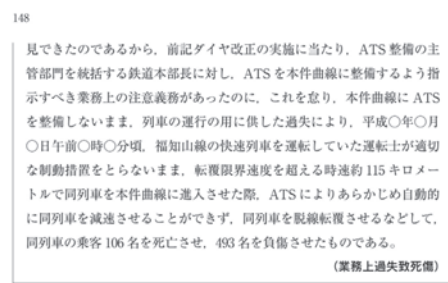 148
見できたのであるから，前記ダイヤ改正の実施に当たり，ATS 整備の主
管部門を統括する鉄道本部長に対し，ATSを本件曲線に整備するよう指
示すべき業務上の注意義務があったのに，これを怠り，本件曲線に ATS
を整備しないまま，列車の運行の用に供した過失により，平成〇年〇月
〇日午前〇時〇分頃，福知山線の快速列車を運転していた運転士が適切
な制動措置をとらないまま，転覆限界速度を超える時速約 115 キロメー
トルで同列車を本件曲線に進入させた際，ATS によりあらかじめ自動的
に同列車を減速させることができず，同列車を脱線転覆させるなどして，
同列車の乗客 106 名を死亡させ，493 名を負傷させたものである。
（業務上過失致死傷）